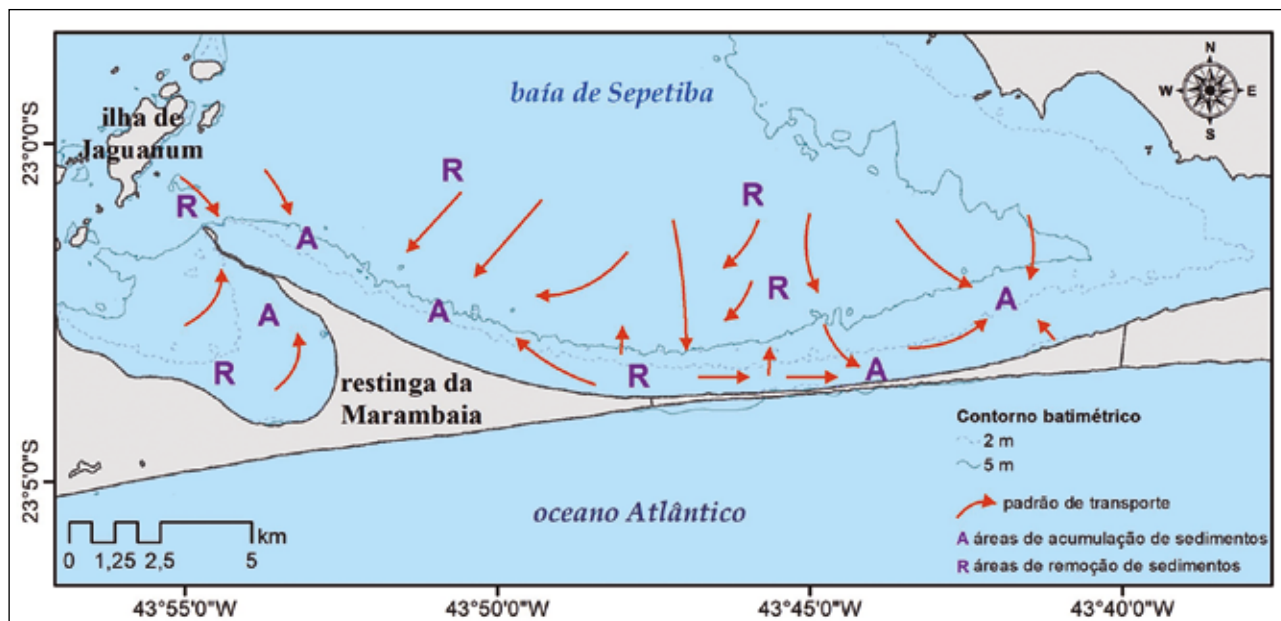 N
W E
S
baía de Sepetiba
ilha de
Jaguanum
23°0'0"S
R
R
R
A
R
A
A
A
R
R
A
restinga da
Marambaia
Contorno batimétrico
2 m
5 m
23°5'0"S
oceano Atlântico
padrão de transporte
A áreas de acumulação de sedimentos
R áreas de remoção de sedimentos
km
0 1,25 2,5 5
43°55'0"W 43°50'0"W 43°45'0"W 43°40'0"W